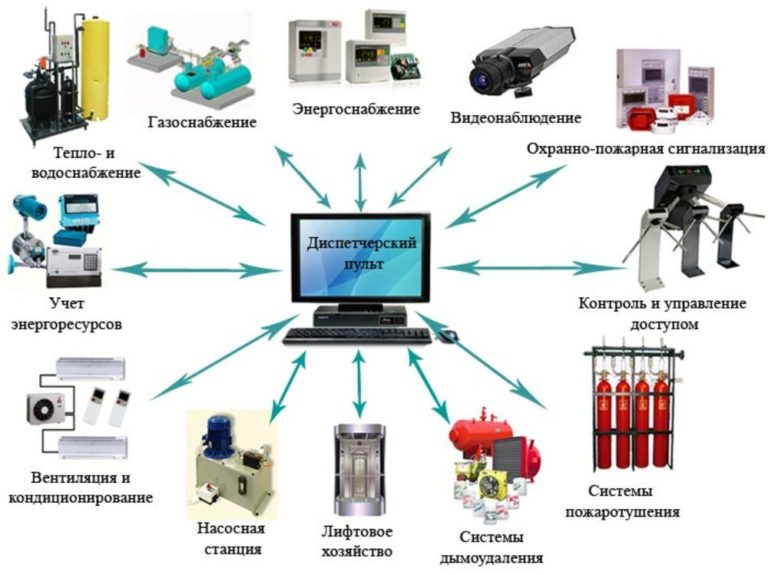 Газоснабжение
Энергоснабжение
Видеонаблюдение
Охранно-пожарная сигнализация
Тепло- и
водоснабжение
Диспетчерский
пульт
Учет
энергоресурсов
Контроль и управление
доступом
Вентиляция и
кондиционирование
Насосная
станция
Лифтовое
хозяйство
Системы
дымоудаления
Системы
пожаротушения